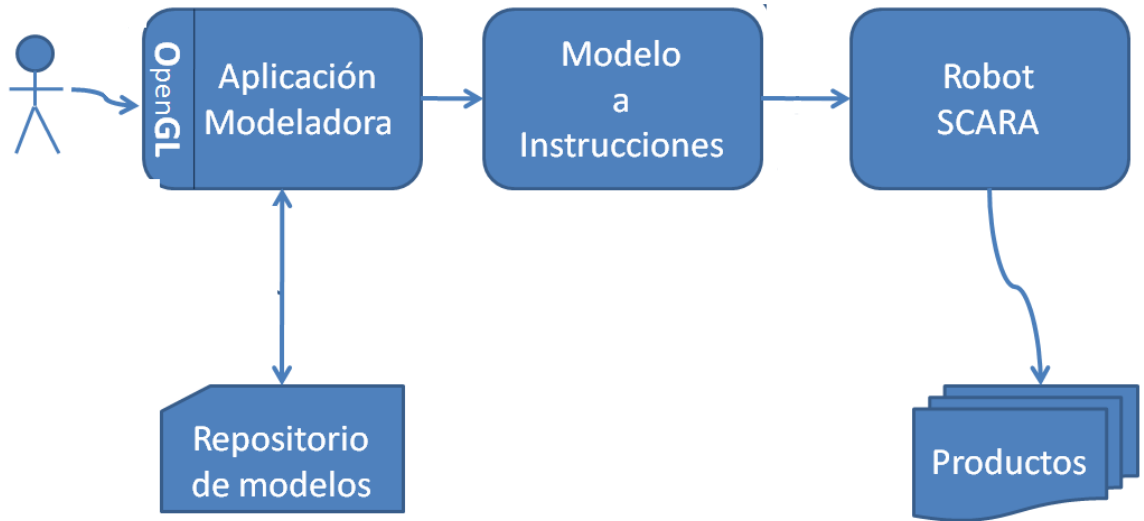 OpenGL
Aplicación
Modeladora
Modelo
a
Instrucciones
Robot
SCARA
Repositorio
de modelos
Productos